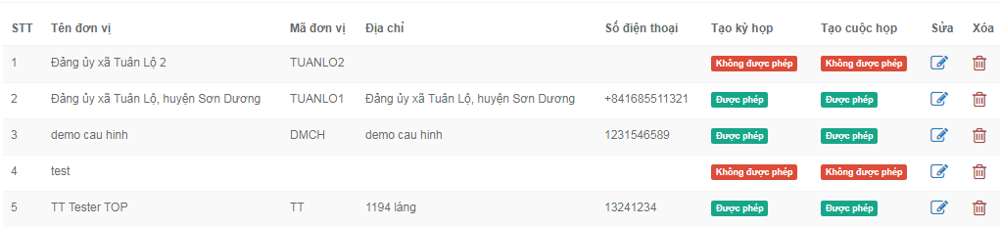 STT Tên đơn vị Mã đơn vị Địa chỉ Số điện thoại Tạo kỳ họp Tạo cuộc họp Sửa Xóa
1 Đảng ủy xã Tuân Lộ 2 TUANLO2 Không được phép Không được phép
2 Đảng ủy xã Tuân Lộ, huyện Sơn Dương TUANLO1 Đảng ủy xã Tuân Lộ, huyện Sơn Dương +841685511321 Được phép Được phép
3 demo cau hinh DMCH demo cau hinh 1231546589 Được phép Được phép
4 test Không được phép Không được phép
5 TT Tester TOP TT 1194 láng 13241234 Được phép Được phép